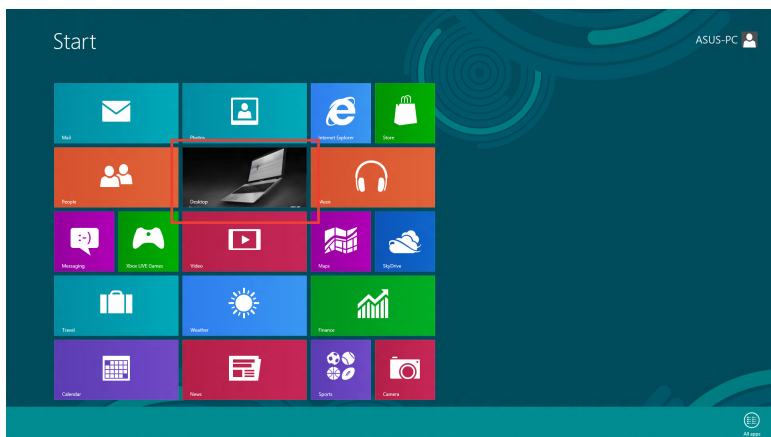 Start
ASUS-PC
Mail
Photos
Internet Explorer
Store
People
Desktop
Messaging
Xbox LIVE Games
Video
Maps
SkyDrive
Travel
Weather
Finance
Calendar
News
Sports
Camera
All apps